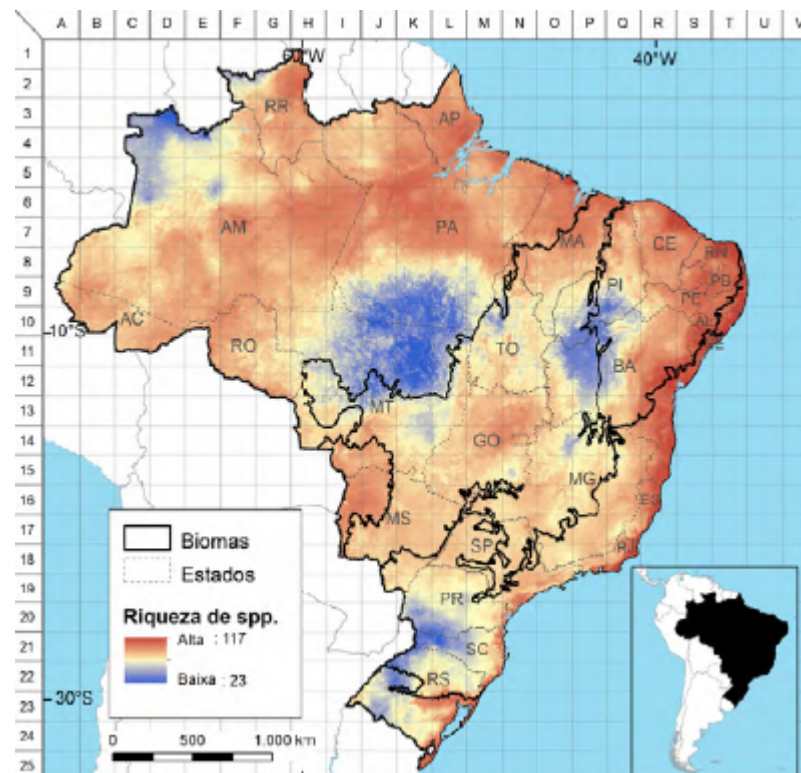 A B C D E F G H I J K L M N O P Q R S T U V
60°W
40°W
1
2
RR
3
AP
4
5
6
AM
PA
MA
CE
7
RN
8
PI
PB
9
PE
AC
AL
10
10°S
RO
TO
SE
11
BA
12
MT
13
14
GO
MG
15
ES
16
MS
17
SP
RJ
18
19
PR
20
21
SC
22
RS
30°S
23
24
25
Biomas
Estados
Riqueza de spp.
Alta : 117
Baixa : 23
0 500 1.000 km